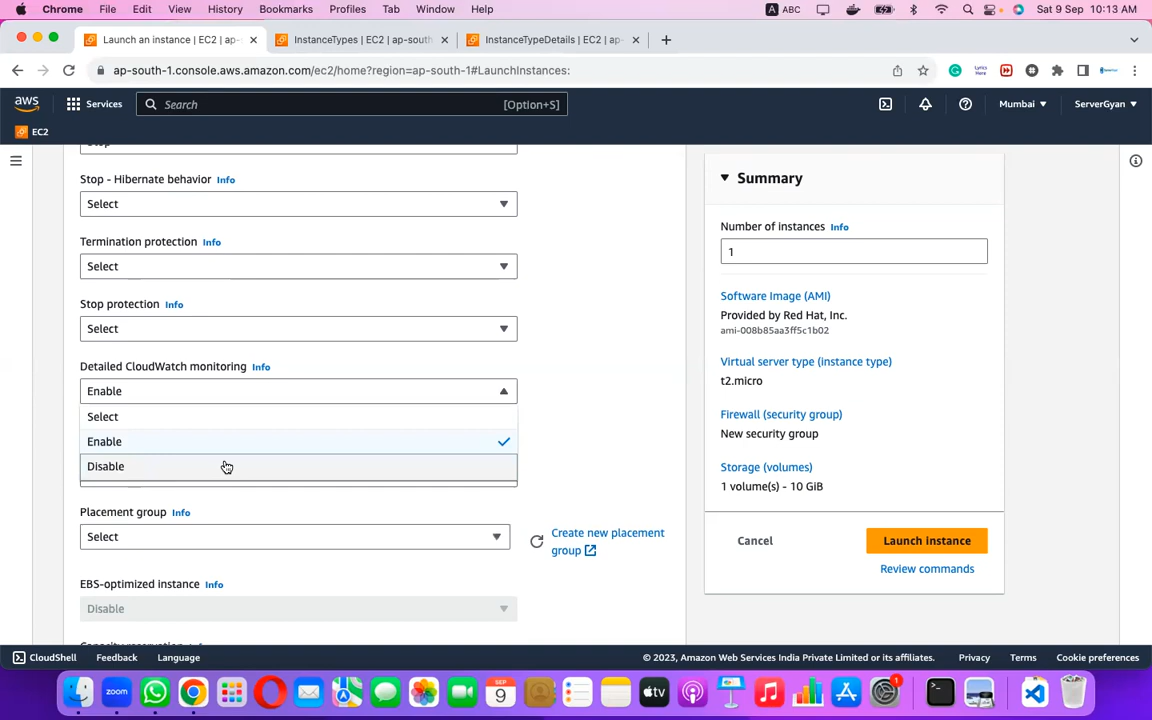 Chrome File Edit View History Bookmarks Profiles Tab Window Help A ABC Sat 9 Sep 10:13 AM
Launch an instance | EC2 | ap- InstanceTypes | EC2 | ap-south- InstanceTypeDetails | EC2 | ap-
ap-south-1.console.aws.amazon.com/ec2/home?region=ap-south-1#LaunchInstances:
aws Services Search [Option+S] Mumbai ServerGyan
EC2
Stop
Stop - Hibernate behavior Info
Select
Termination protection Info
Select
Stop protection Info
Select
Detailed CloudWatch monitoring Info
Enable
Select
Enable
Disable
Placement group Info
Select
Create new placement
group
EBS-optimized instance Info
Disable
Capacity reservation
Summary
Number of instances Info
1
Software Image (AMI)
Provided by Red Hat, Inc.
ami-008b85aa3ff5c1b02
Virtual server type (instance type)
t2.micro
Firewall (security group)
New security group
Storage (volumes)
1 volume(s) - 10 GiB
Cancel Launch instance
Review commands
CloudShell Feedback Language © 2023, Amazon Web Services India Private Limited or its affiliates. Privacy Terms Cookie preferences
zoom SEP 9 tv 1